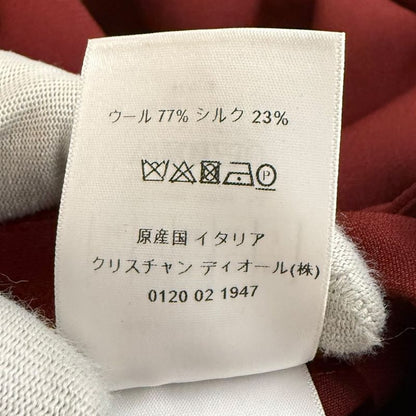 ウール 77% シルク 23%
P
原産国 イタリア
クリスチャン ディオール(株)
0120 02 1947